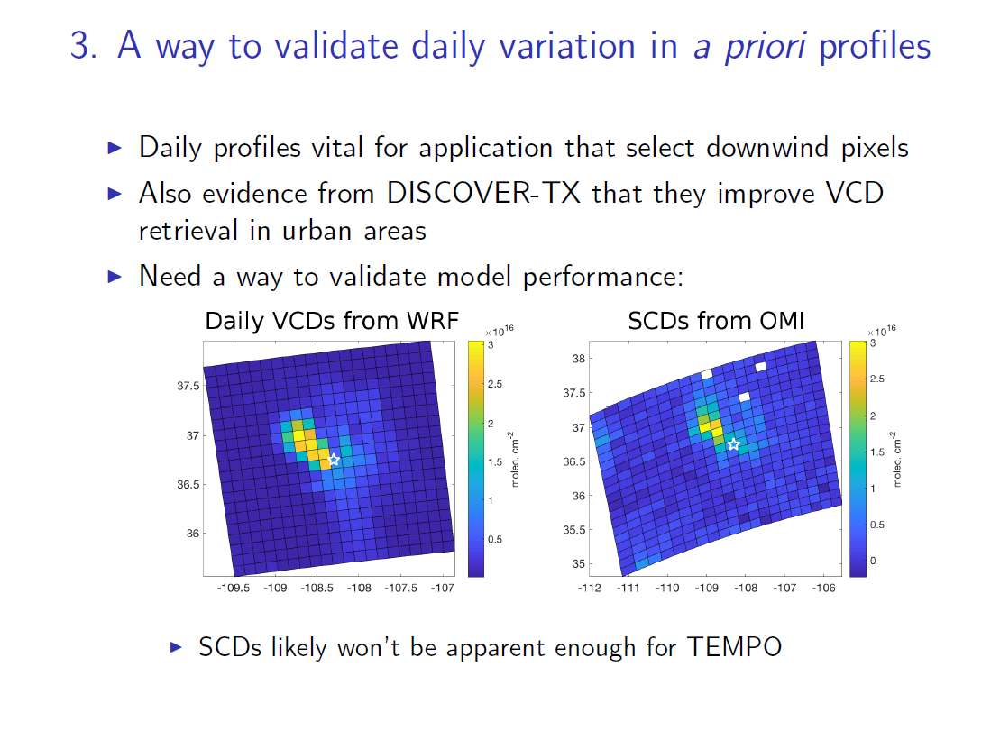 3. A way to validate daily variation in a priori profiles
Daily profiles vital for application that select downwind pixels
Also evidence from DISCOVER-TX that they improve VCD
retrieval in urban areas
Need a way to validate model performance:
Daily VCDs from WRF
×10^16
3
2.5
2
1.5
1
0.5
molec. cm^-2
37.5
37
36.5
36
-109.5 -109 -108.5 -108 -107.5 -107
SCDs from OMI
×10^16
3
2.5
2
1.5
1
0.5
0
molec. cm^-2
38
37.5
37
36.5
36
35.5
35
-112 -111 -110 -109 -108 -107 -106
SCDs likely won't be apparent enough for TEMPO